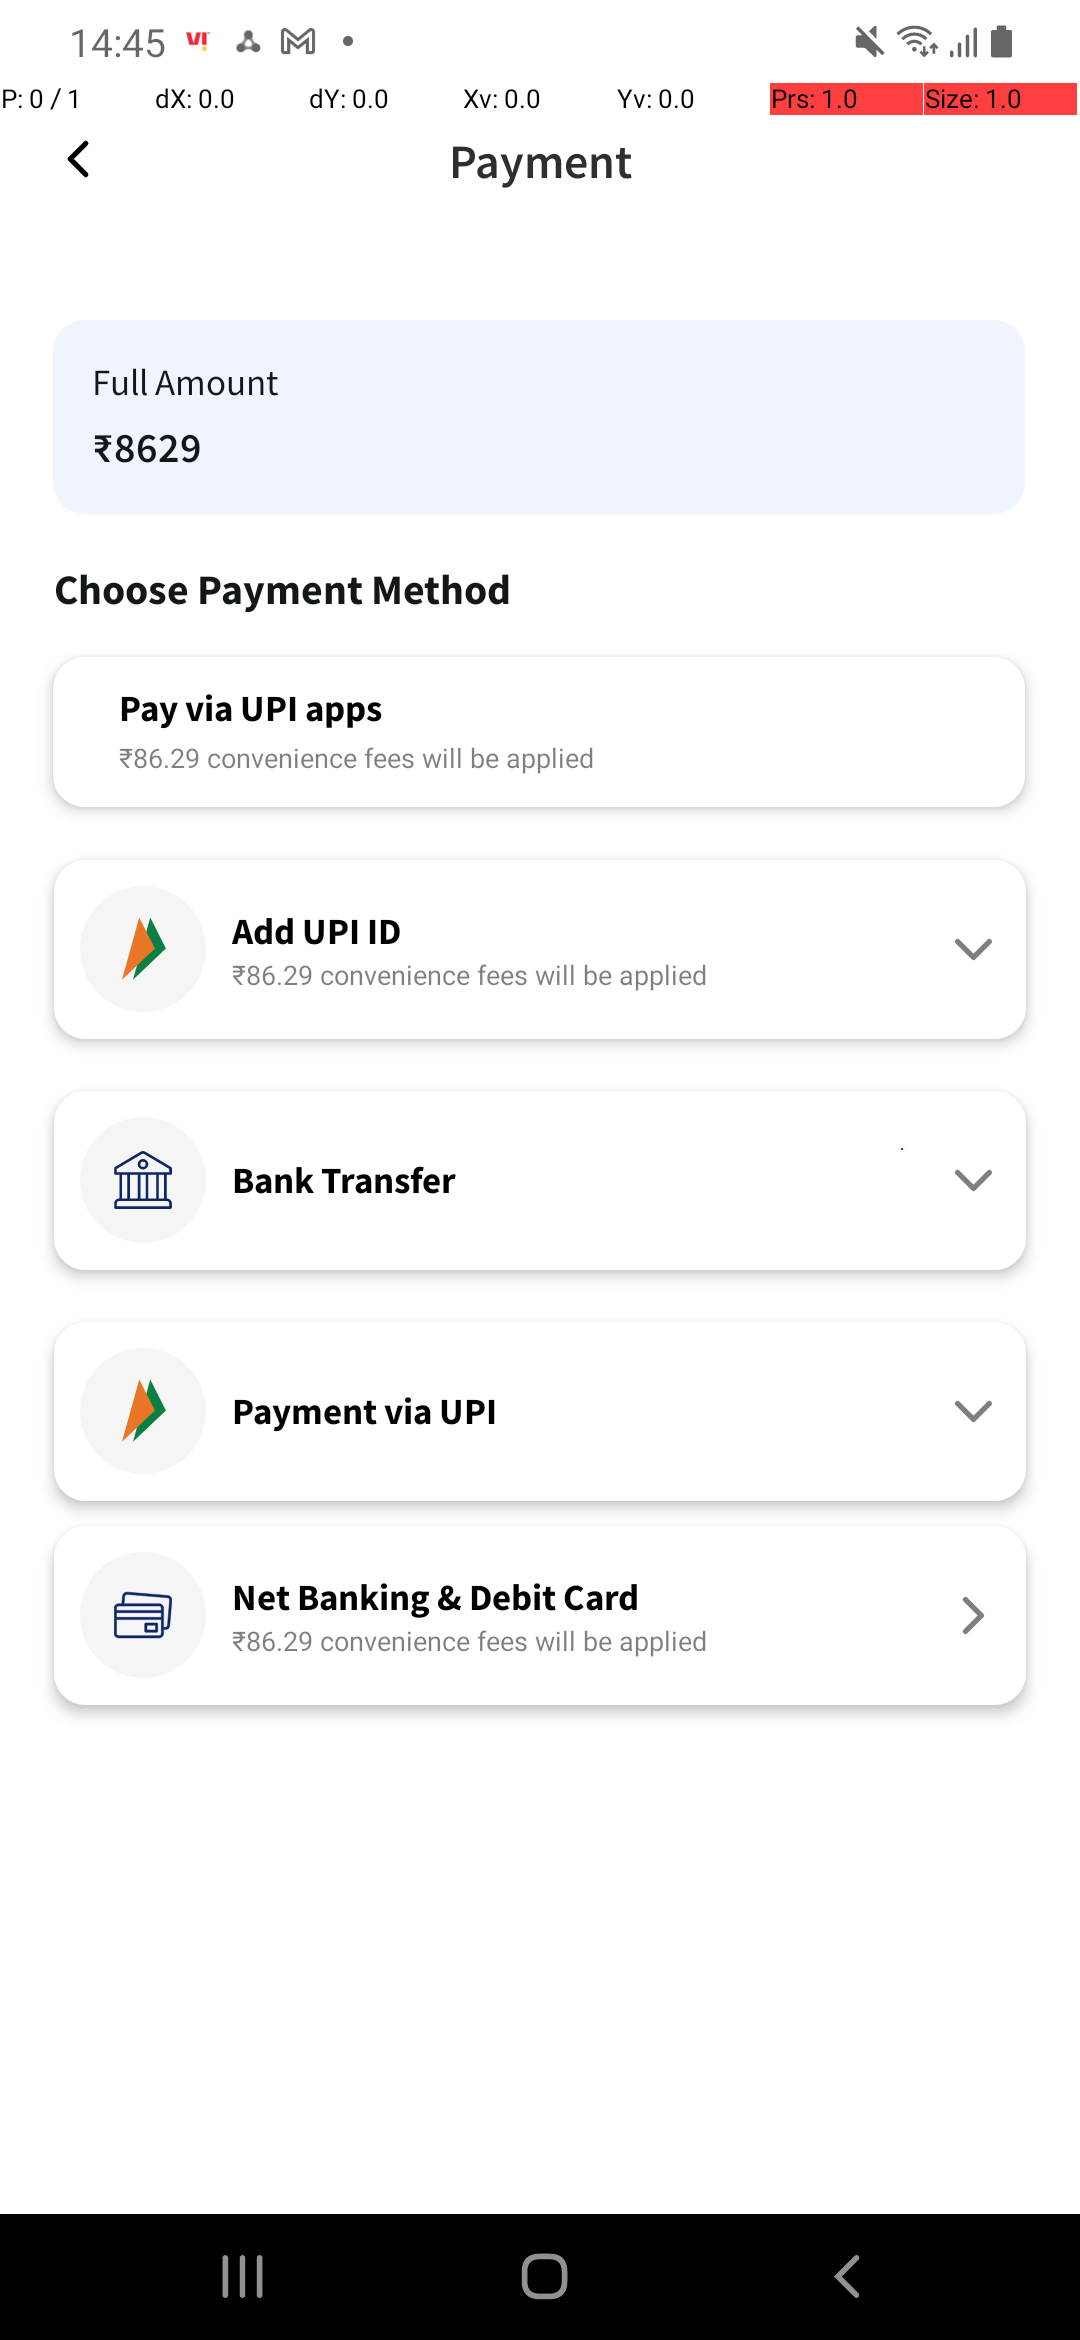 14:45 VI
P: 0 / 1 dX: 0.0 dY: 0.0 Xv: 0.0 Yv: 0.0 Prs: 1.0 Size: 1.0
Payment
Full Amount
₹8629
Choose Payment Method
Pay via UPI apps
₹86.29 convenience fees will be applied
Add UPI ID
₹86.29 convenience fees will be applied
Bank Transfer
Payment via UPI
Net Banking & Debit Card
₹86.29 convenience fees will be applied